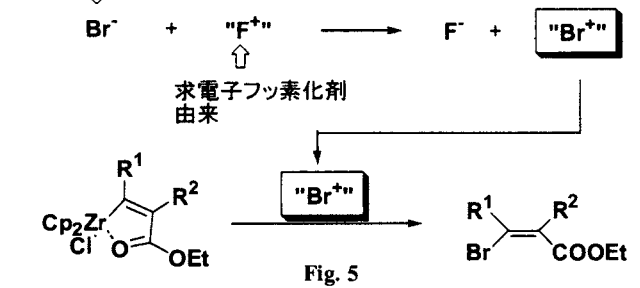 Br- + "F+" F- + "Br+"
求電子フッ素化剤
由来
R1
R2
"Br+"
R1 R2
Cp2Zr
Cl O OEt
Br COOEt
Fig. 5